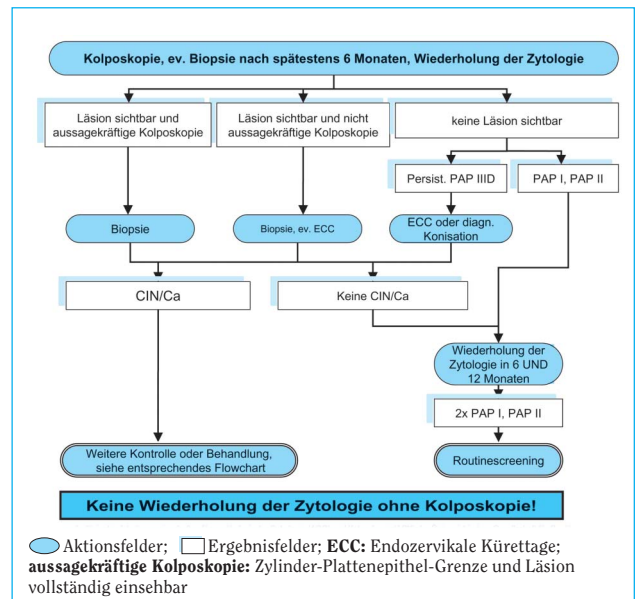 Kolposkopie, ev. Biopsie nach spätestens 6 Monaten, Wiederholung der Zytologie
Läsion sichtbar und
aussagekräftige Kolposkopie
Läsion sichtbar und nicht
aussagekräftige Kolposkopie
keine Läsion sichtbar
Persist. PAP IIID
PAP I, PAP II
Biopsie
Biopsie, ev. ECC
ECC oder diagn.
Konisation
CIN/Ca
Keine CIN/Ca
Wiederholung der
Zytologie in 6 UND
12 Monaten
2x PAP I, PAP II
Weitere Kontrolle oder Behandlung,
siehe entsprechendes Flowchart
Routinescreening
Keine Wiederholung der Zytologie ohne Kolposkopie!
Aktionsfelder; Ergebnisfelder; ECC: Endozervikale Kürettage;
aussagekräftige Kolposkopie: Zylinder-Plattenepithel-Grenze und Läsion
vollständig einsehbar